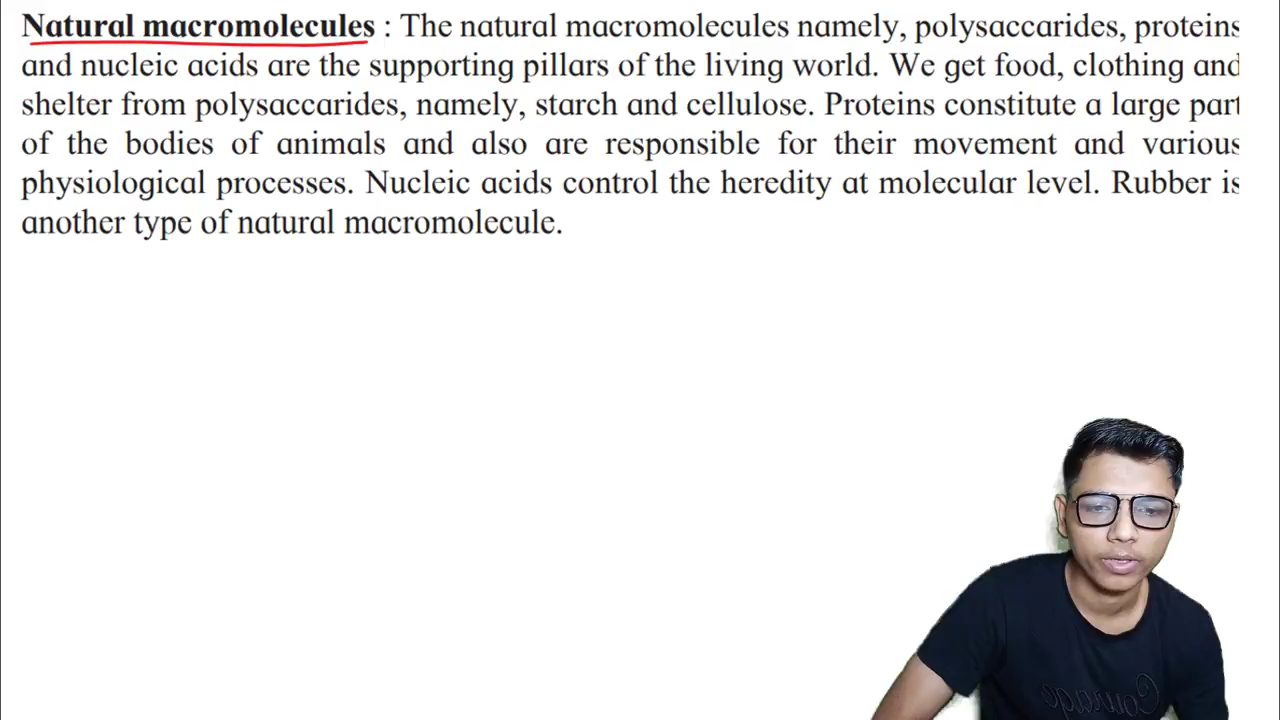 Natural macromolecules : The natural macromolecules namely, polysaccarides, proteins
and nucleic acids are the supporting pillars of the living world. We get food, clothing and
shelter from polysaccarides, namely, starch and cellulose. Proteins constitute a large part
of the bodies of animals and also are responsible for their movement and various
physiological processes. Nucleic acids control the heredity at molecular level. Rubber is
another type of natural macromolecule.
Courage